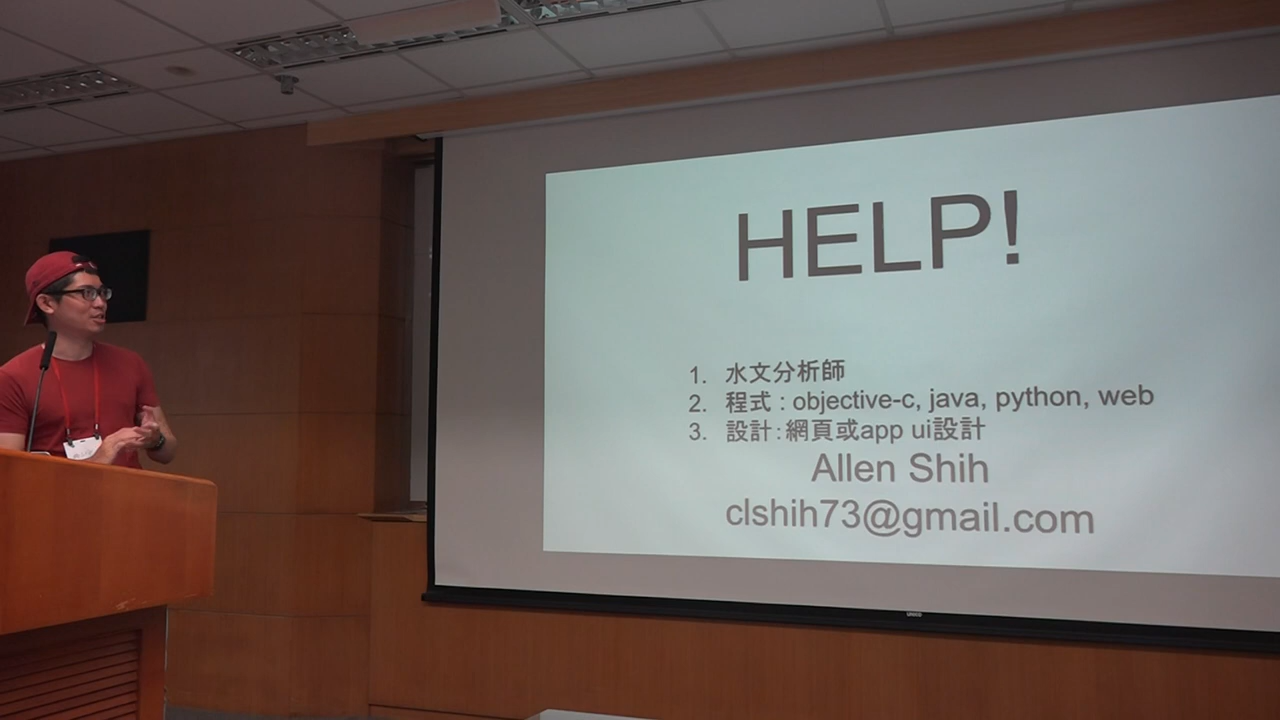 HELP!
1. 水文分析師
2. 程式 : objective-c, java, python, web
3. 設計 : 網頁或app ui設計
Allen Shih
clshih73@gmail.com